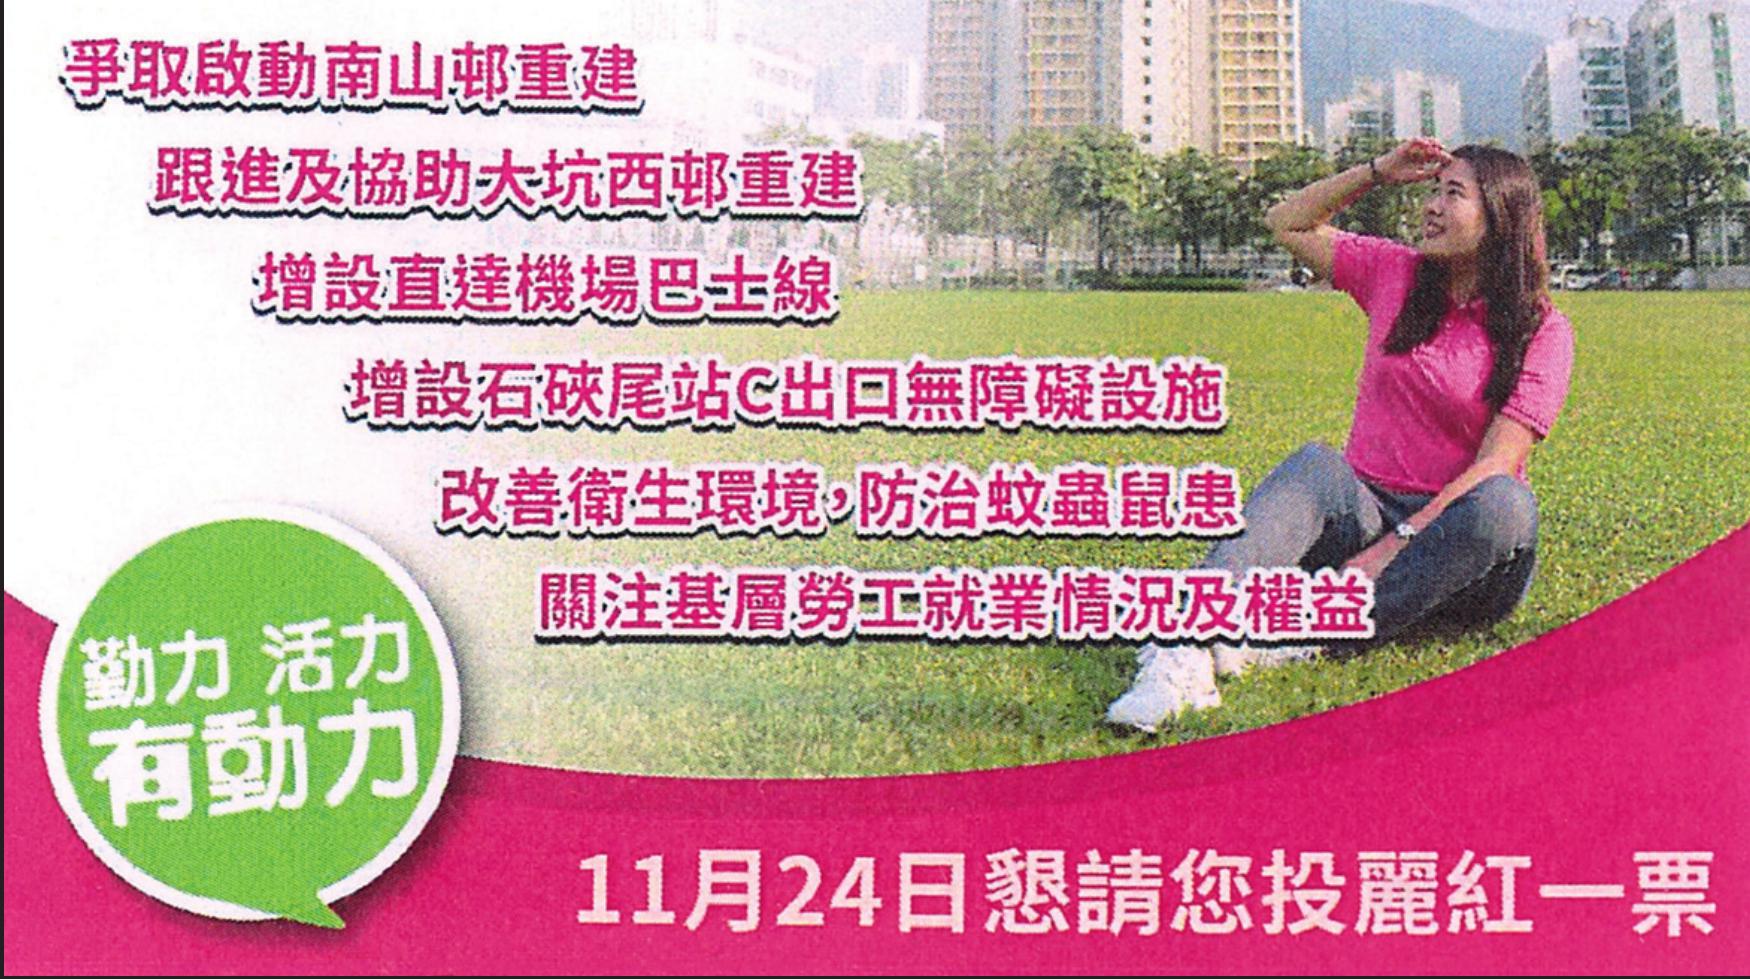 爭取啟動南山邨重建
跟進及協助大坑西邨重建
增設直達機場巴士線
增設石硤尾站C出口無障礙設施
改善衛生環境，防治蚊蟲鼠患
關注基層勞工就業情況及權益
勤力 活力
有動力
11月24日懇請您投麗紅一票